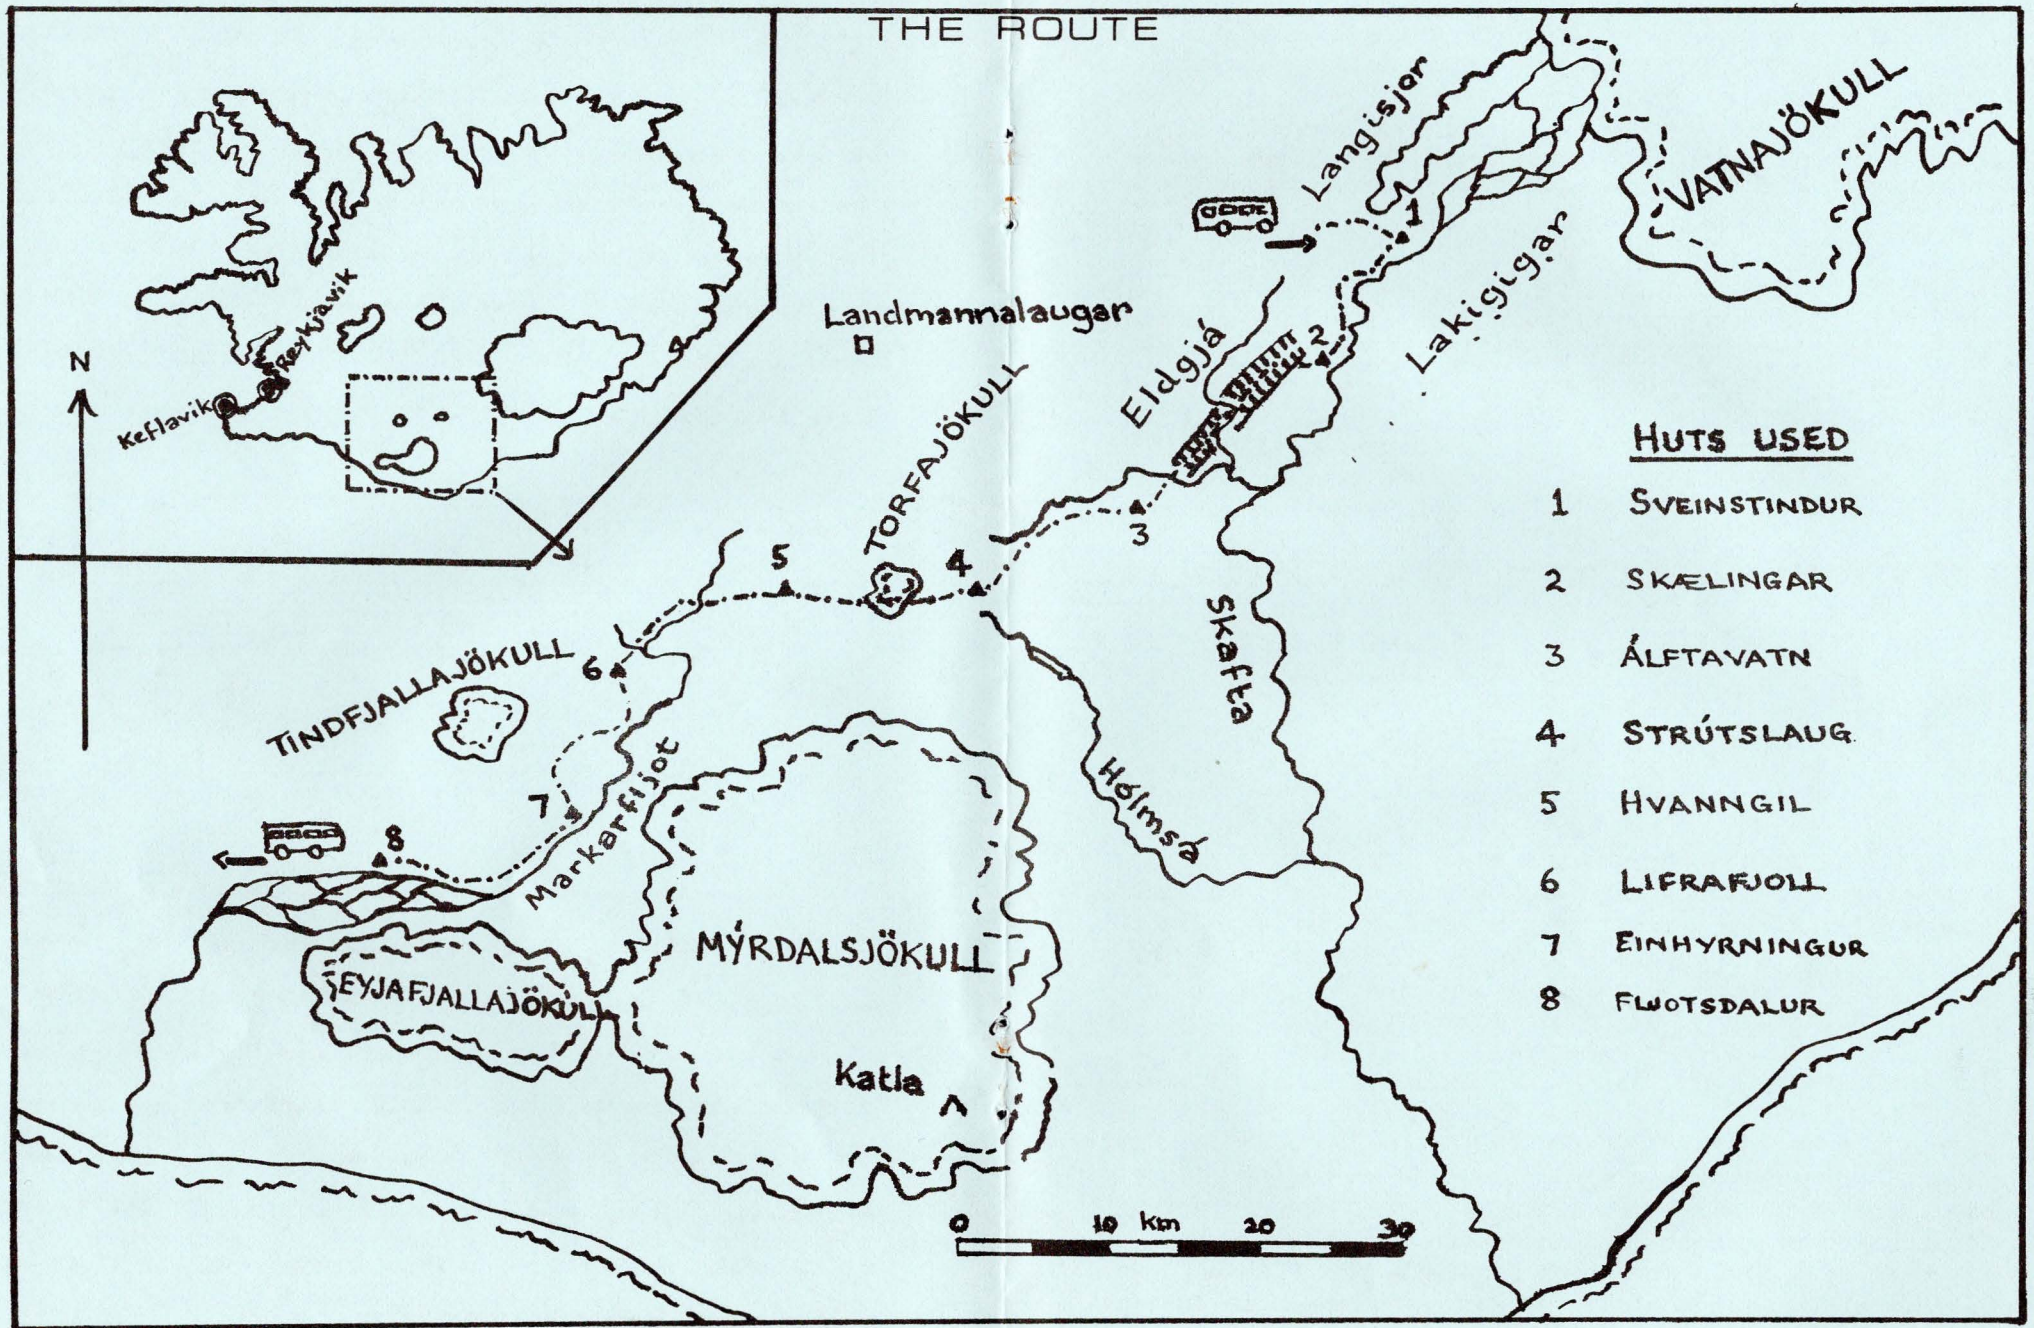 THE ROUTE
N
Keflavik
Reykjavik
Langisjor
VATNAJÖKULL
1
Lakigigar
Landmannalaugar
Eldgjá
2
TORFAJÖKULL
3
4
5
Skafta
TINDFJALLAJÖKULL
6
Markarfijot
7
8
Hólmsá
MÝRDALSJÖKULL
EYJAFJALLAJÖKULL
Katla
0 10 km 20 30
HUTS USED
1 SVEINSTINDUR
2 SKÆLINGAR
3 ÁLFTAVATN
4 STRÚTSLAUG
5 HVANNGIL
6 LIFRAFJOLL
7 EINHYRNINGUR
8 FLJOTSDALUR